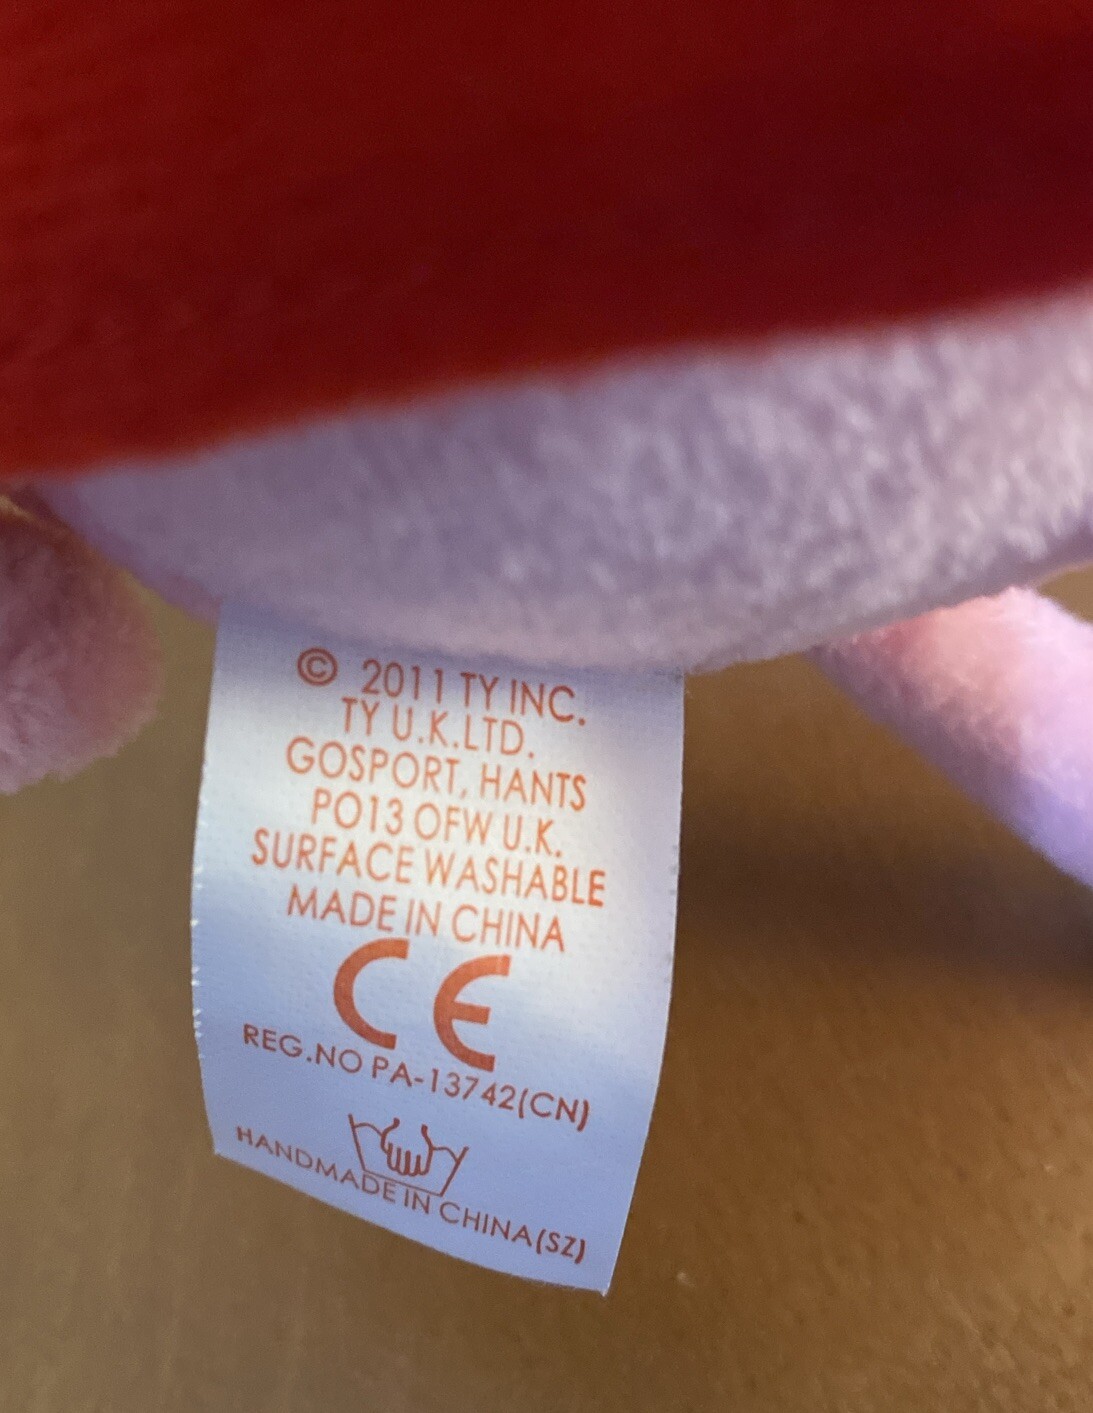 © 2011 TY INC.
TY U.K.LTD.
GOSPORT, HANTS
PO13 OFW U.K.
SURFACE WASHABLE
MADE IN CHINA
CE
REG.NO PA-13742(CN)
HANDMADE IN CHINA(SZ)